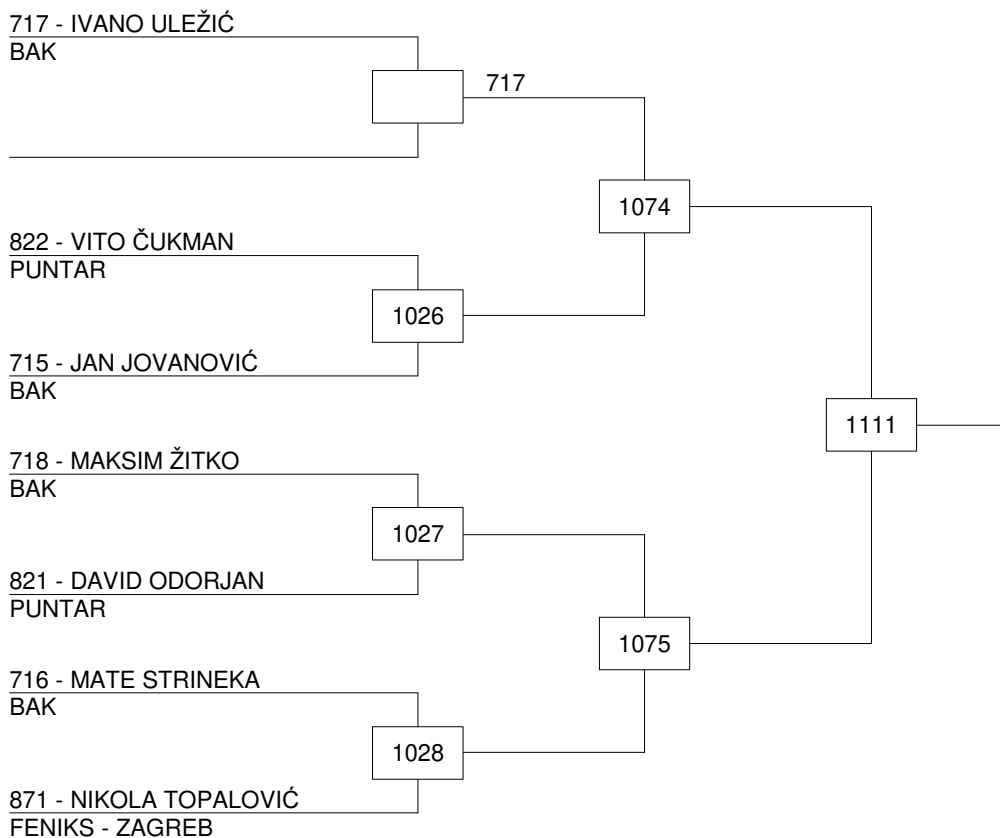 717 - IVANO ULEŽIĆ
BAK
717
1074
822 - VITO ČUKMAN
PUNTAR
1026
715 - JAN JOVANOVIĆ
BAK
1111
718 - MAKSIM ŽITKO
BAK
1027
821 - DAVID ODORJAN
PUNTAR
1075
716 - MATE STRINEKA
BAK
1028
871 - NIKOLA TOPALOVIĆ
FENIKS - ZAGREB